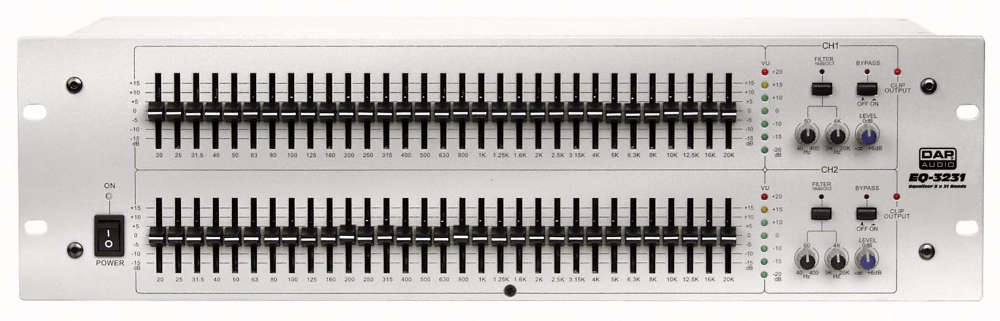 CH1
VU
FILTER
18dB/OCT
BYPASS
+20
+15 +15 +15
+10 +10 +10
+5 +5
0 0 0
-5 -5 -10
-10 -10
-15 -15 -15
dB dB -20
dB
CLIP
OUTPUT
OFF ON
60 4K LEVEL
0dB
40 400 3K 20K -∞ +6dB
Hz Hz
20 25 31.5 40 50 63 80 100 125 160 200 250 315 400 500 630 800 1K 1.25K 1.6K 2K 2.5K 3.15K 4K 5K 6.3K 8K 10K 12.5K 16K 20K
DAP
AUDIO
EQ-3231
Equalizer 2 x 31 Bands
CH2
ON
VU
FILTER
18dB/OCT
BYPASS
+20
+15 +15 +15
+10 +10 +10
+5 +5
0 0 0
-5 -5 -10
-10 -10
-15 -15 -15
dB dB -20
dB
CLIP
OUTPUT
OFF ON
60 4K LEVEL
0dB
40 400 3K 20K -∞ +6dB
Hz Hz
I
O
POWER
20 25 31.5 40 50 63 80 100 125 160 200 250 315 400 500 630 800 1K 1.25K 1.6K 2K 2.5K 3.15K 4K 5K 6.3K 8K 10K 12.5K 16K 20K